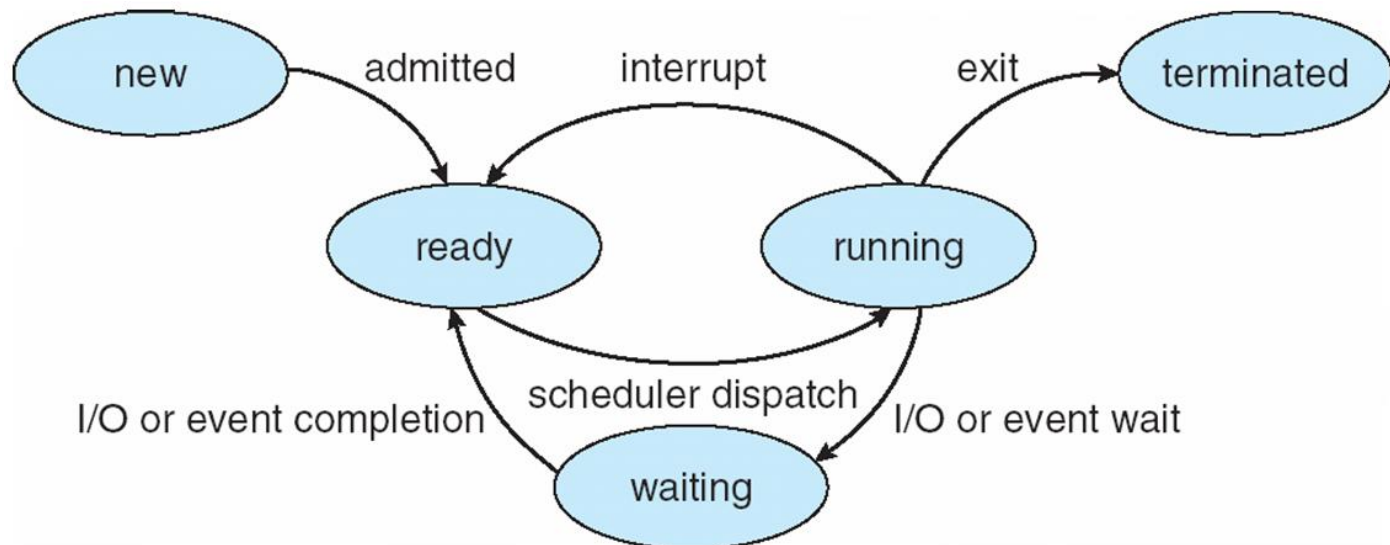 new
admitted
interrupt
exit
terminated
ready
running
I/O or event completion
scheduler dispatch
I/O or event wait
waiting